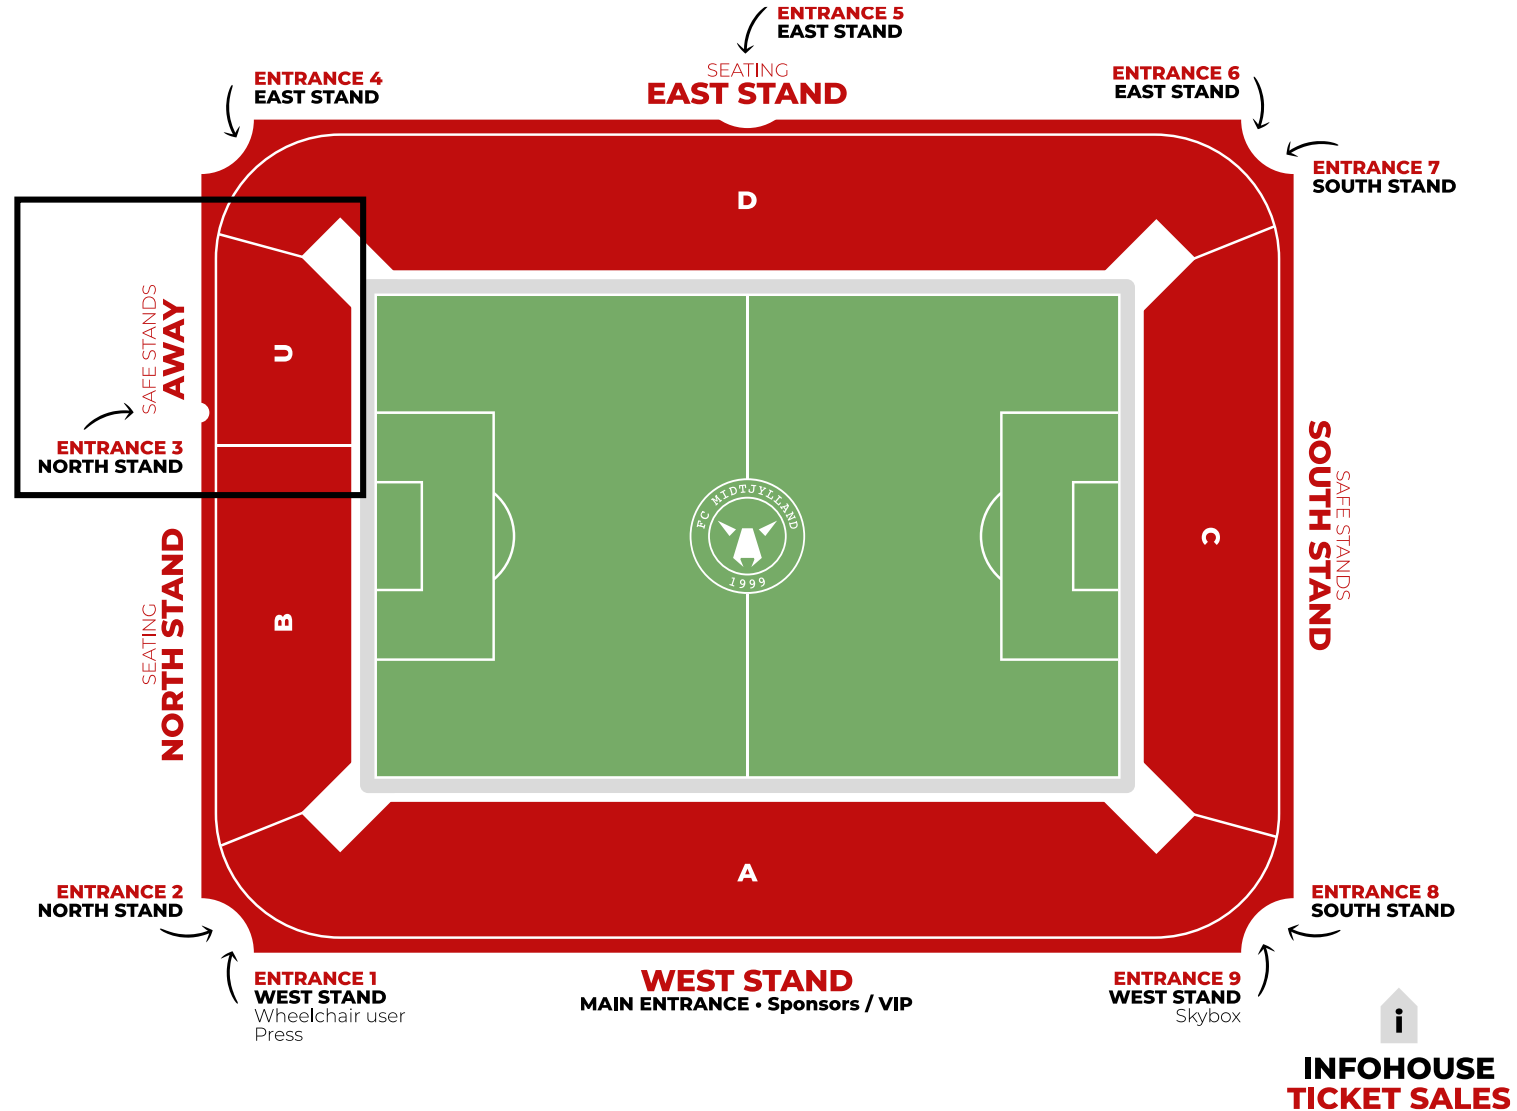 ENTRANCE 5
EAST STAND
SEATING
EAST STAND
ENTRANCE 4
EAST STAND
ENTRANCE 6
EAST STAND
ENTRANCE 7
SOUTH STAND
D
SAFE STANDS
AWAY
U
ENTRANCE 3
NORTH STAND
SEATING
NORTH STAND
B
FC MIDTJYLLAND
1999
C
SOUTH STAND
SAFE STANDS
A
ENTRANCE 2
NORTH STAND
ENTRANCE 1
WEST STAND
Wheelchair user
Press
WEST STAND
MAIN ENTRANCE • Sponsors / VIP
ENTRANCE 8
SOUTH STAND
ENTRANCE 9
WEST STAND
Skybox
i
INFOHOUSE
TICKET SALES